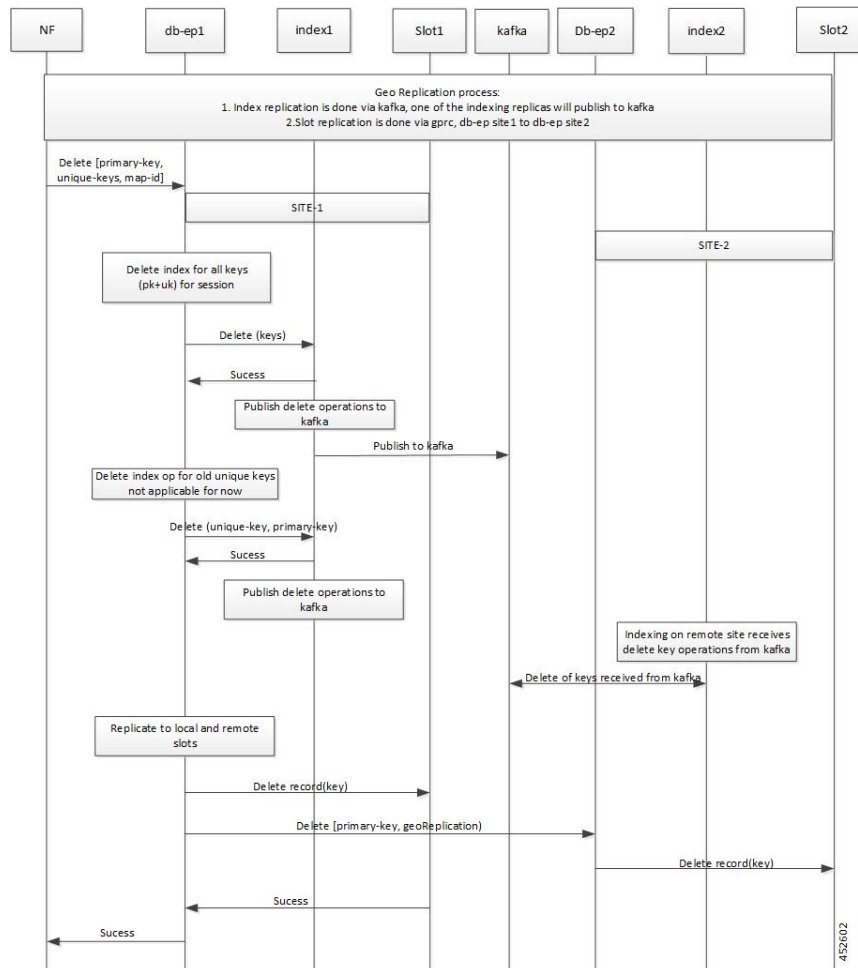 NF
db-ep1
index1
Slot1
kafka
Db-ep2
index2
Slot2
Geo Replication process:
1. Index replication is done via kafka, one of the indexing replicas will publish to kafka
2.Slot replication is done via gprc, db-ep site1 to db-ep site2
Delete [primary-key,
unique-keys, map-id]
SITE-1
SITE-2
Delete index for all keys
(pk+uk) for session
Delete (keys)
Sucess
Publish delete operations to
kafka
Publish to kafka
Delete index op for old unique keys
not applicable for now
Delete (unique-key, primary-key)
Sucess
Publish delete operations to
kafka
Indexing on remote site receives
delete key operations from kafka
Delete of keys received from kafka
Replicate to local and remote
slots
Delete record(key)
Delete [primary-key, geoReplication)
Delete record(key)
Sucess
Sucess
452602